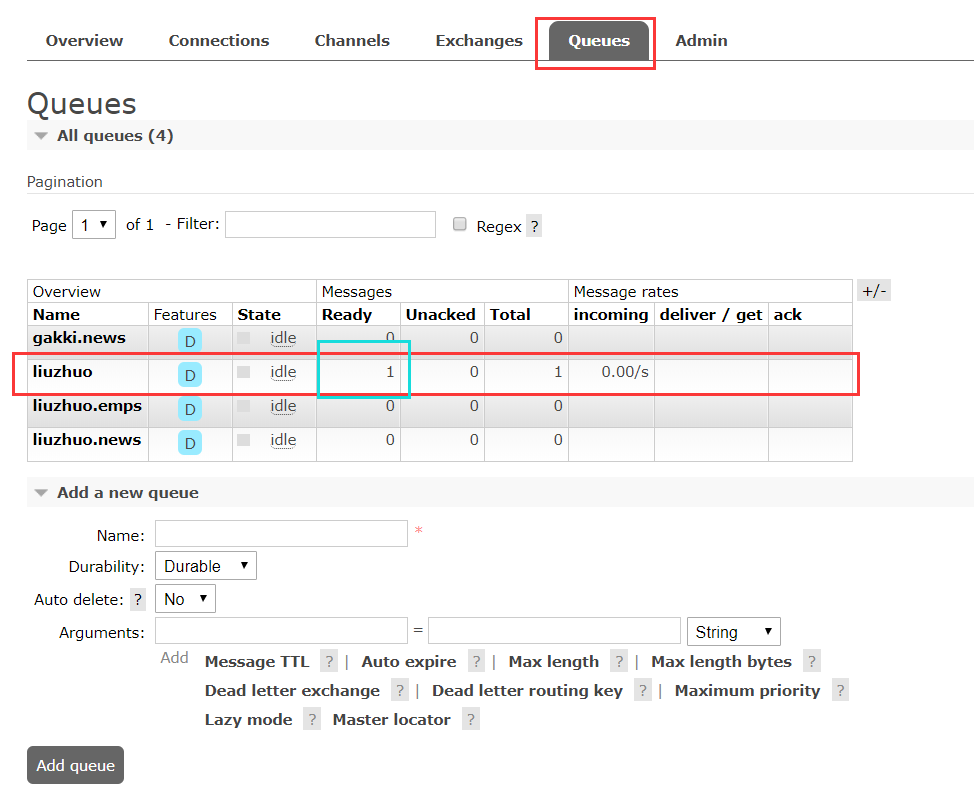 Overview Connections Channels Exchanges Queues Admin
Queues
All queues (4)
Pagination
Page 1 of 1 - Filter: Regex ?
Overview Messages Message rates +/-
Name Features State Ready Unacked Total incoming deliver / get ack
gakki.news D idle 0 0 0
liuzhuo D idle 1 0 1 0.00/s
liuzhuo.emps D idle 0 0 0
liuzhuo.news D idle 0 0 0
Add a new queue
Name: *
Durability: Durable
Auto delete: ? No
Arguments: = String
Add Message TTL ? | Auto expire ? | Max length ? | Max length bytes ?
Dead letter exchange ? | Dead letter routing key ? | Maximum priority ?
Lazy mode ? Master locator ?
Add queue